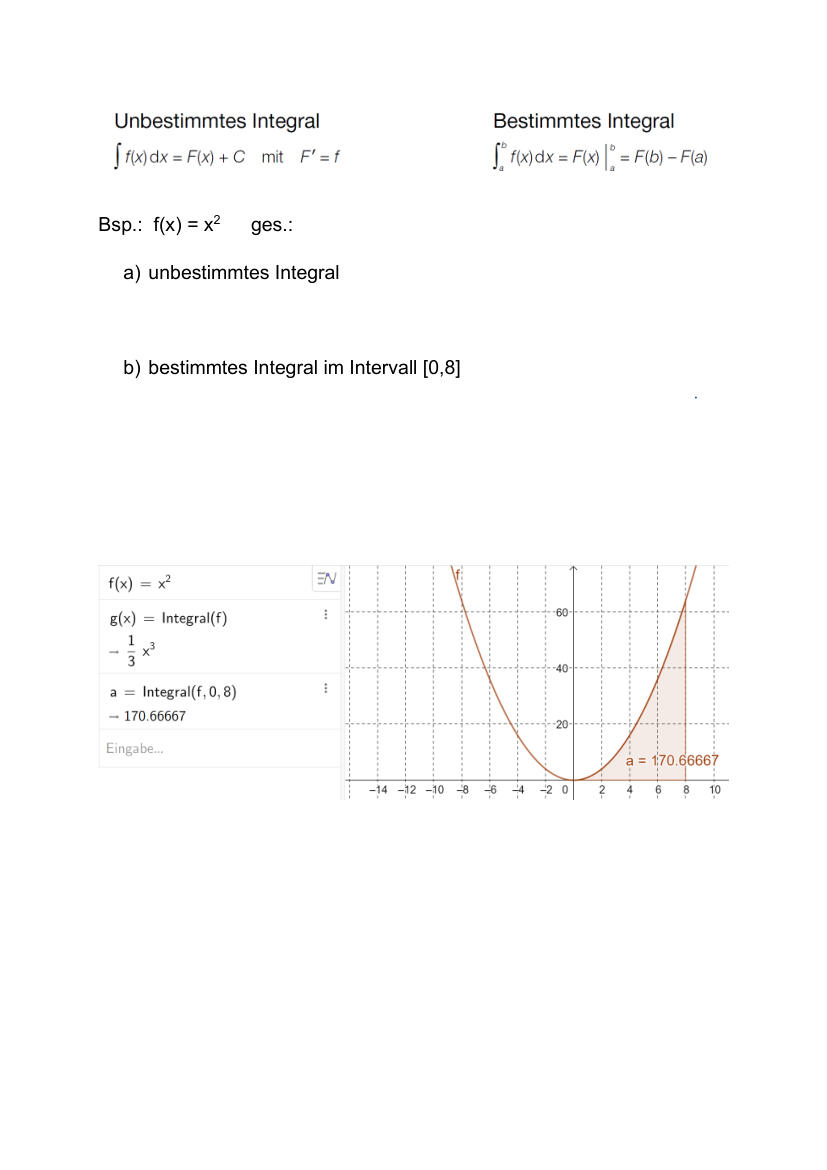 Unbestimmtes Integral
∫ f(x) dx = F(x) + C mit F′ = f
Bestimmtes Integral
∫ₐᵇ f(x) dx = F(x) |ₐᵇ = F(b) – F(a)
Bsp.: f(x) = x² ges.:
a) unbestimmtes Integral
b) bestimmtes Integral im Intervall [0,8]
.
f(x) = x²
g(x) = Integral(f)
→ 1/3 x³
a = Integral(f, 0, 8)
→ 170.66667
Eingabe...
f
60
40
20
a = 170.66667
−14 −12 −10 −8 −6 −4 −2 0 2 4 6 8 10